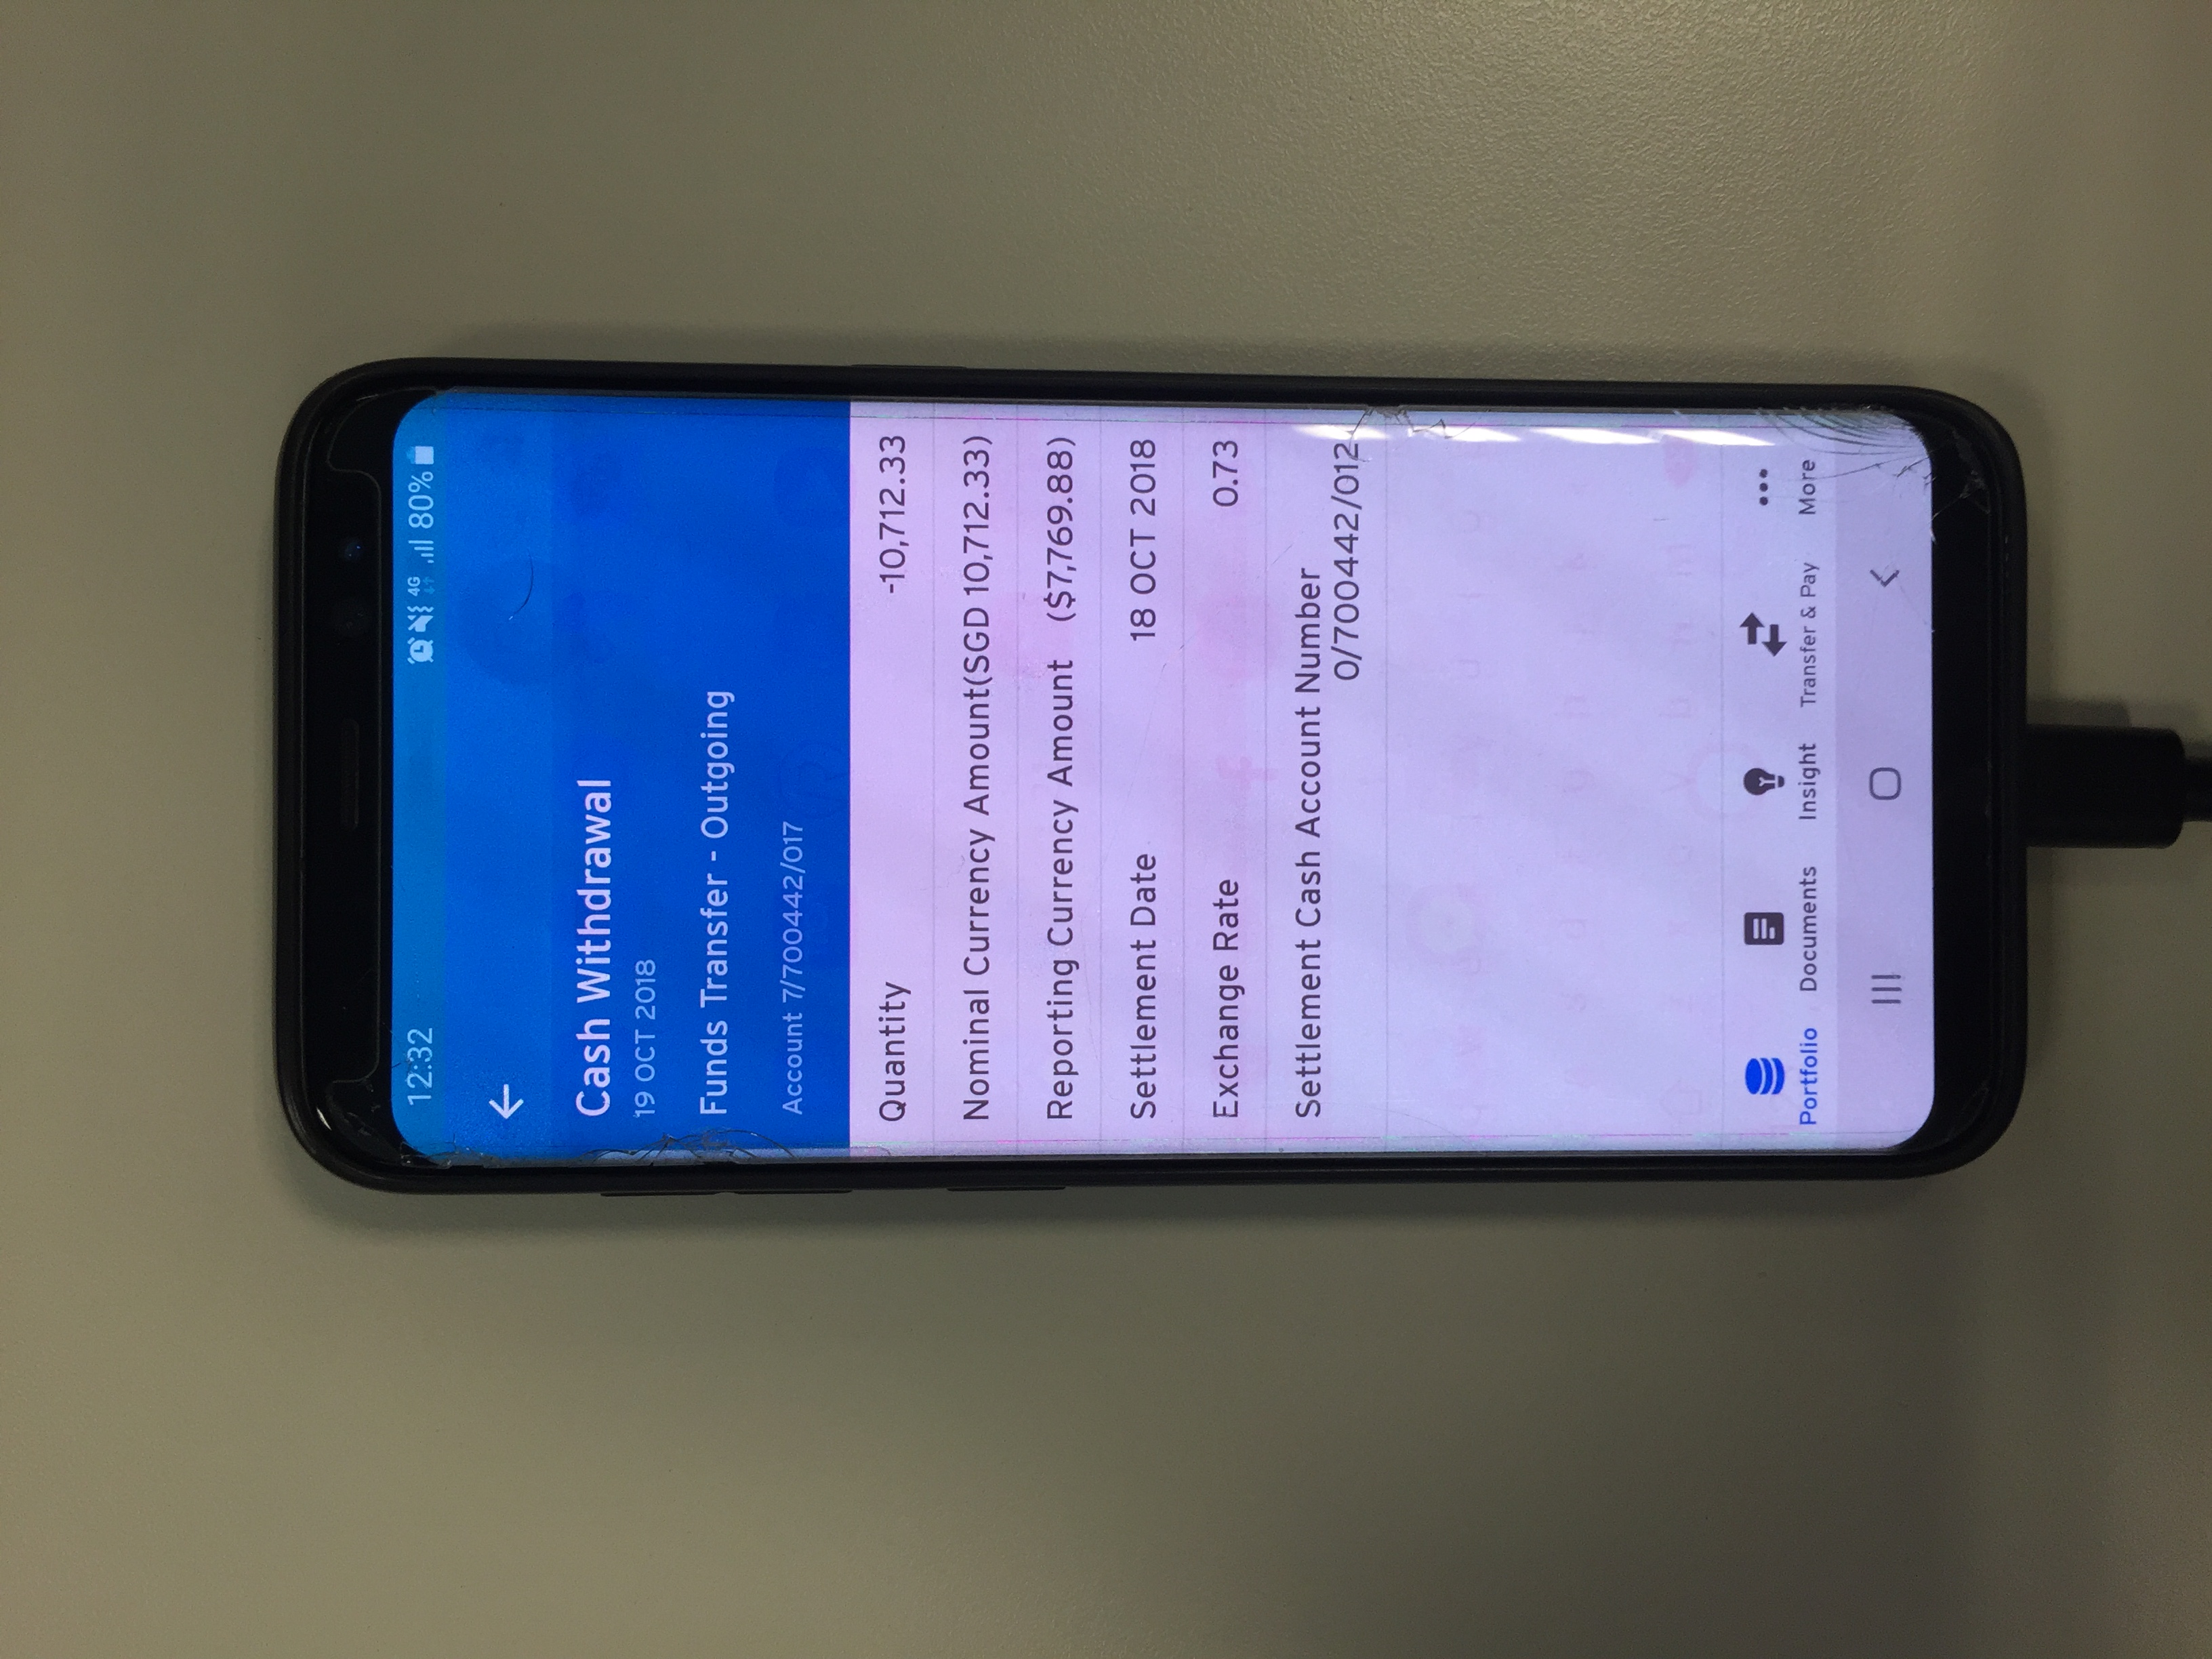 12:32 4G 80%
Cash Withdrawal
19 OCT 2018
Funds Transfer - Outgoing
Account 7/700442/017
Quantity -10,712.33
Nominal Currency Amount(SGD 10,712.33)
Reporting Currency Amount ($7,769.88)
Settlement Date 18 OCT 2018
Exchange Rate 0.73
Settlement Cash Account Number
0/700442/012
Portfolio Documents Insight Transfer & Pay More